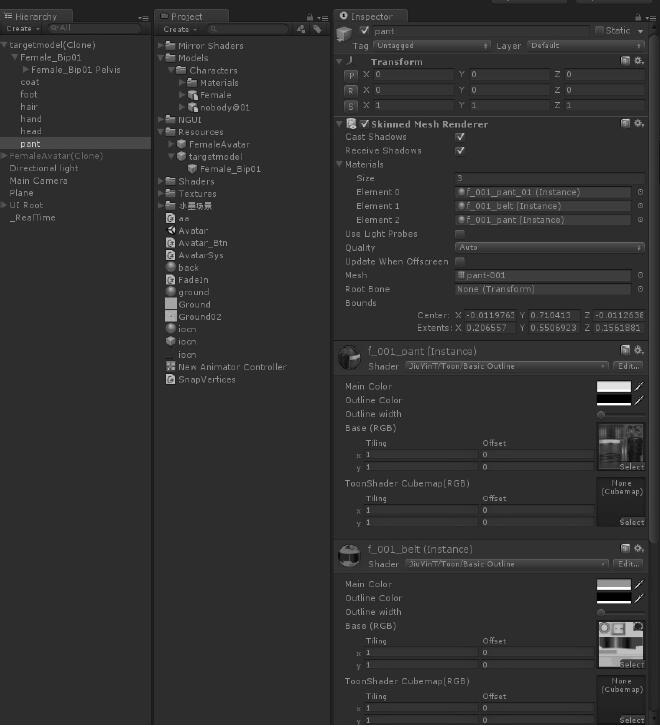 Hierarchy
Create
All
targetmodel(Clone)
Female_Bip01
Female_Bip01 Pelvis
coat
foot
hair
hand
head
pant
FemaleAvatar(Clone)
Directional light
Main Camera
Plane
UI Root
_RealTime
Project
Create
Mirror Shaders
Models
Characters
Materials
Female
nobody@01
NGUI
Resources
FemaleAvatar
targetmodel
Female_Bip01
Shaders
Textures
水墨场景
aa
Avatar
Avatar_Btn
AvatarSys
back
FadeIn
ground
Ground
Ground02
iocn
iocn
iocn
New Animator Controller
SnapVertices
Inspector
pant Static
Tag Untagged Layer Default
Transform
P X 0 Y 0 Z 0
R X 0 Y 0 Z 0
S X 1 Y 1 Z 1
Skinned Mesh Renderer
Cast Shadows
Receive Shadows
Materials
Size 3
Element 0 f_001_pant_01 (Instance)
Element 1 f_001_belt (Instance)
Element 2 f_001_pant (Instance)
Use Light Probes
Quality Auto
Update When Offscreen
Mesh pant-001
Root Bone None (Transform)
Bounds
Center: X -0.0119763 Y 0.710413 Z -0.0112638
Extents: X 0.206557 Y 0.5506923 Z 0.1561881
f_001_pant (Instance)
Shader JiuYinT/Toon/Basic Outline Edit...
Main Color
Outline Color
Outline width
Base (RGB)
Tiling Offset
x 1 0
y 1 0
Select
ToonShader Cubemap(RGB)
None
(Cubemap)
Tiling Offset
x 1 0
y 1 0
Select
f_001_belt (Instance)
Shader JiuYinT/Toon/Basic Outline Edit...
Main Color
Outline Color
Outline width
Base (RGB)
Tiling Offset
x 1 0
y 1 0
Select
ToonShader Cubemap(RGB)
None
(Cubemap)
Tiling Offset
x 1 0
y 1 0
Select